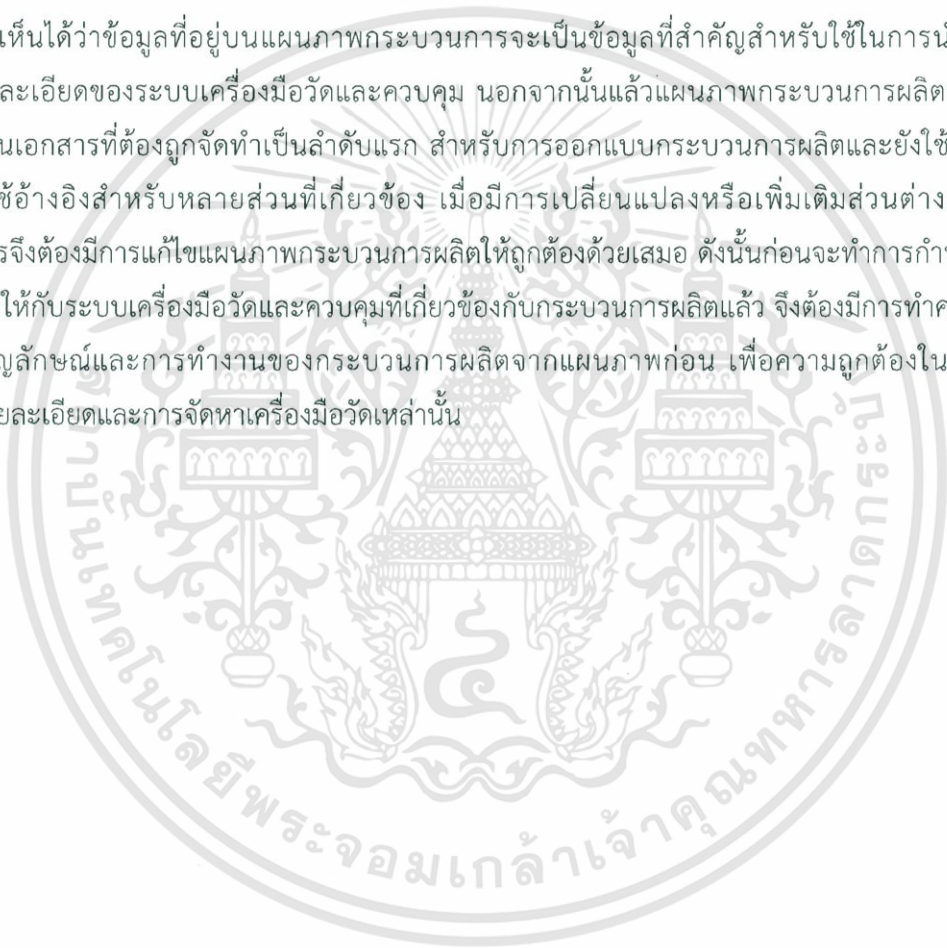 เห็นได้ว่าข้อมูลที่อยู่บนแผนภาพกระบวนการจะเป็นข้อมูลที่สำคัญสำหรับใช้ในการ
ละเอียดของระบบเครื่องมือวัดและควบคุม นอกจากนั้นแล้วแผนภาพกระบวนการผลิต
นเอกสารที่ต้องถูกจัดทำเป็นลำดับแรก สำหรับการออกแบบกระบวนการผลิตและยังใช้
ช้อ้างอิงสำหรับหลายส่วนที่เกี่ยวข้อง เมื่อมีการเปลี่ยนแปลงหรือเพิ่มเติมส่วนต่าง
รจึงต้องมีการแก้ไขแผนภาพกระบวนการผลิตให้ถูกต้องด้วยเสมอ ดังนั้นก่อนจะทำการกำ
ให้กับระบบเครื่องมือวัดและควบคุมที่เกี่ยวข้องกับกระบวนการผลิตแล้ว จึงต้องมีการทำค
ญลักษณ์และการทำงานของกระบวนการผลิตจากแผนภาพก่อน เพื่อความถูกต้องใน
ยละเอียดและการจัดหาเครื่องมือวัดเหล่านั้น
สถาบันเทคโนโลยีพระจอมเกล้าเจ้าคุณทหารลาดกระบัง